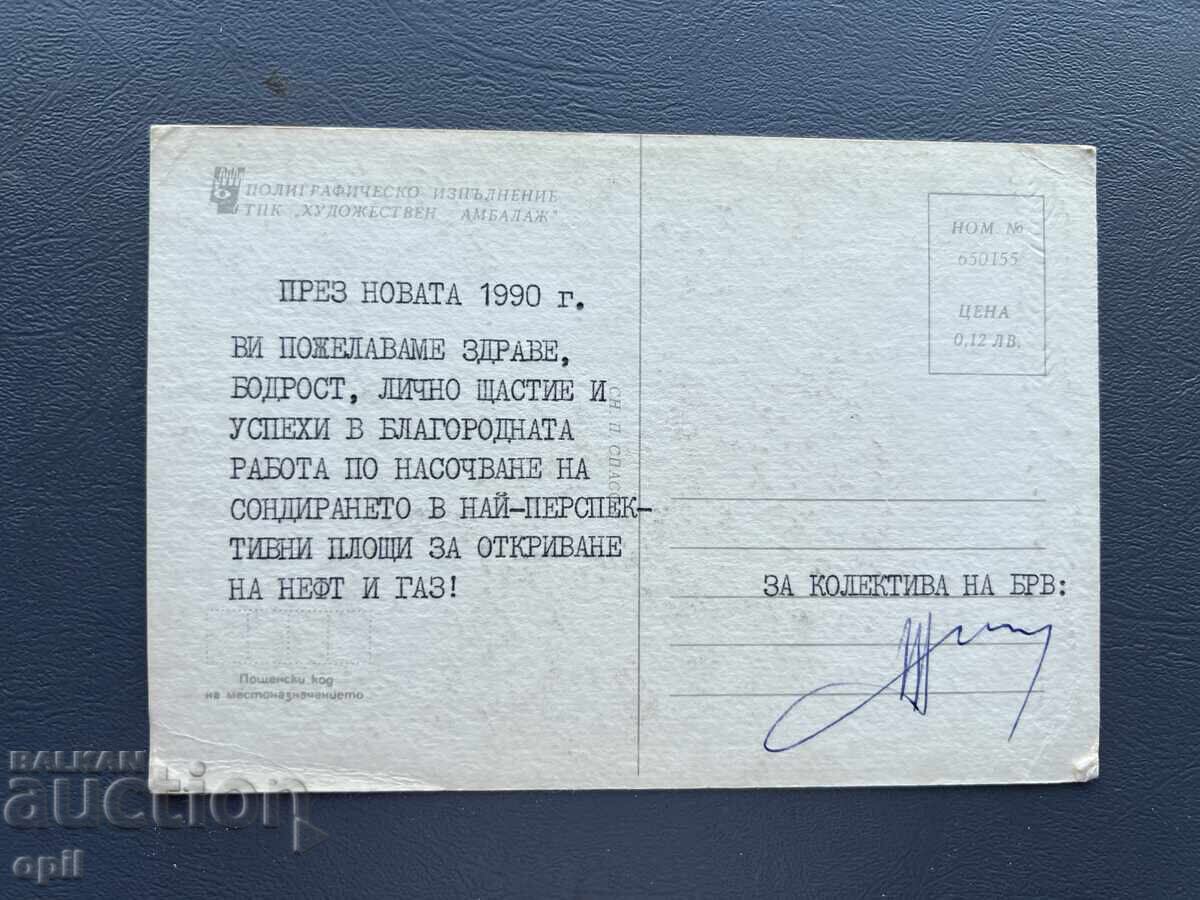 ПОЛИГРАФИЧЕСКО ИЗПЪЛНЕНИЕ
ТПК „ХУДОЖЕСТВЕН АМБАЛАЖ"
ПРЕЗ НОВАТА 1990 г.
ВИ ПОЖЕЛАВАМЕ ЗДРАВЕ,
БОДРОСТ, ЛИЧНО ЩАСТИЕ И
УСПЕХИ В БЛАГОРОДНАТА
РАБОТА ПО НАСОЧВАНЕ НА
СОНДИРАНЕТО В НАЙ-ПЕРСПЕК-
ТИВНИ ПЛОЩИ ЗА ОТКРИВАНЕ
НА НЕФТ И ГАЗ!
Пощенски код
на местоназначението
СН П СПАС
НОМ. №
650155
ЦЕНА
0,12 ЛВ.
ЗА КОЛЕКТИВА НА БРВ:
BALKAN
auction
opil